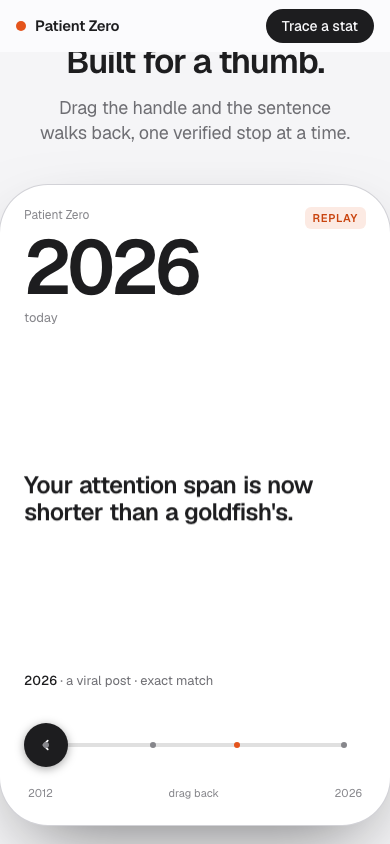 Patient Zero
Trace a stat
Built for a thumb.
Drag the handle and the sentence
walks back, one verified stop at a time.
Patient Zero
REPLAY
2026
today
Your attention span is now
shorter than a goldfish's.
2026 · a viral post · exact match
2012
drag back
2026